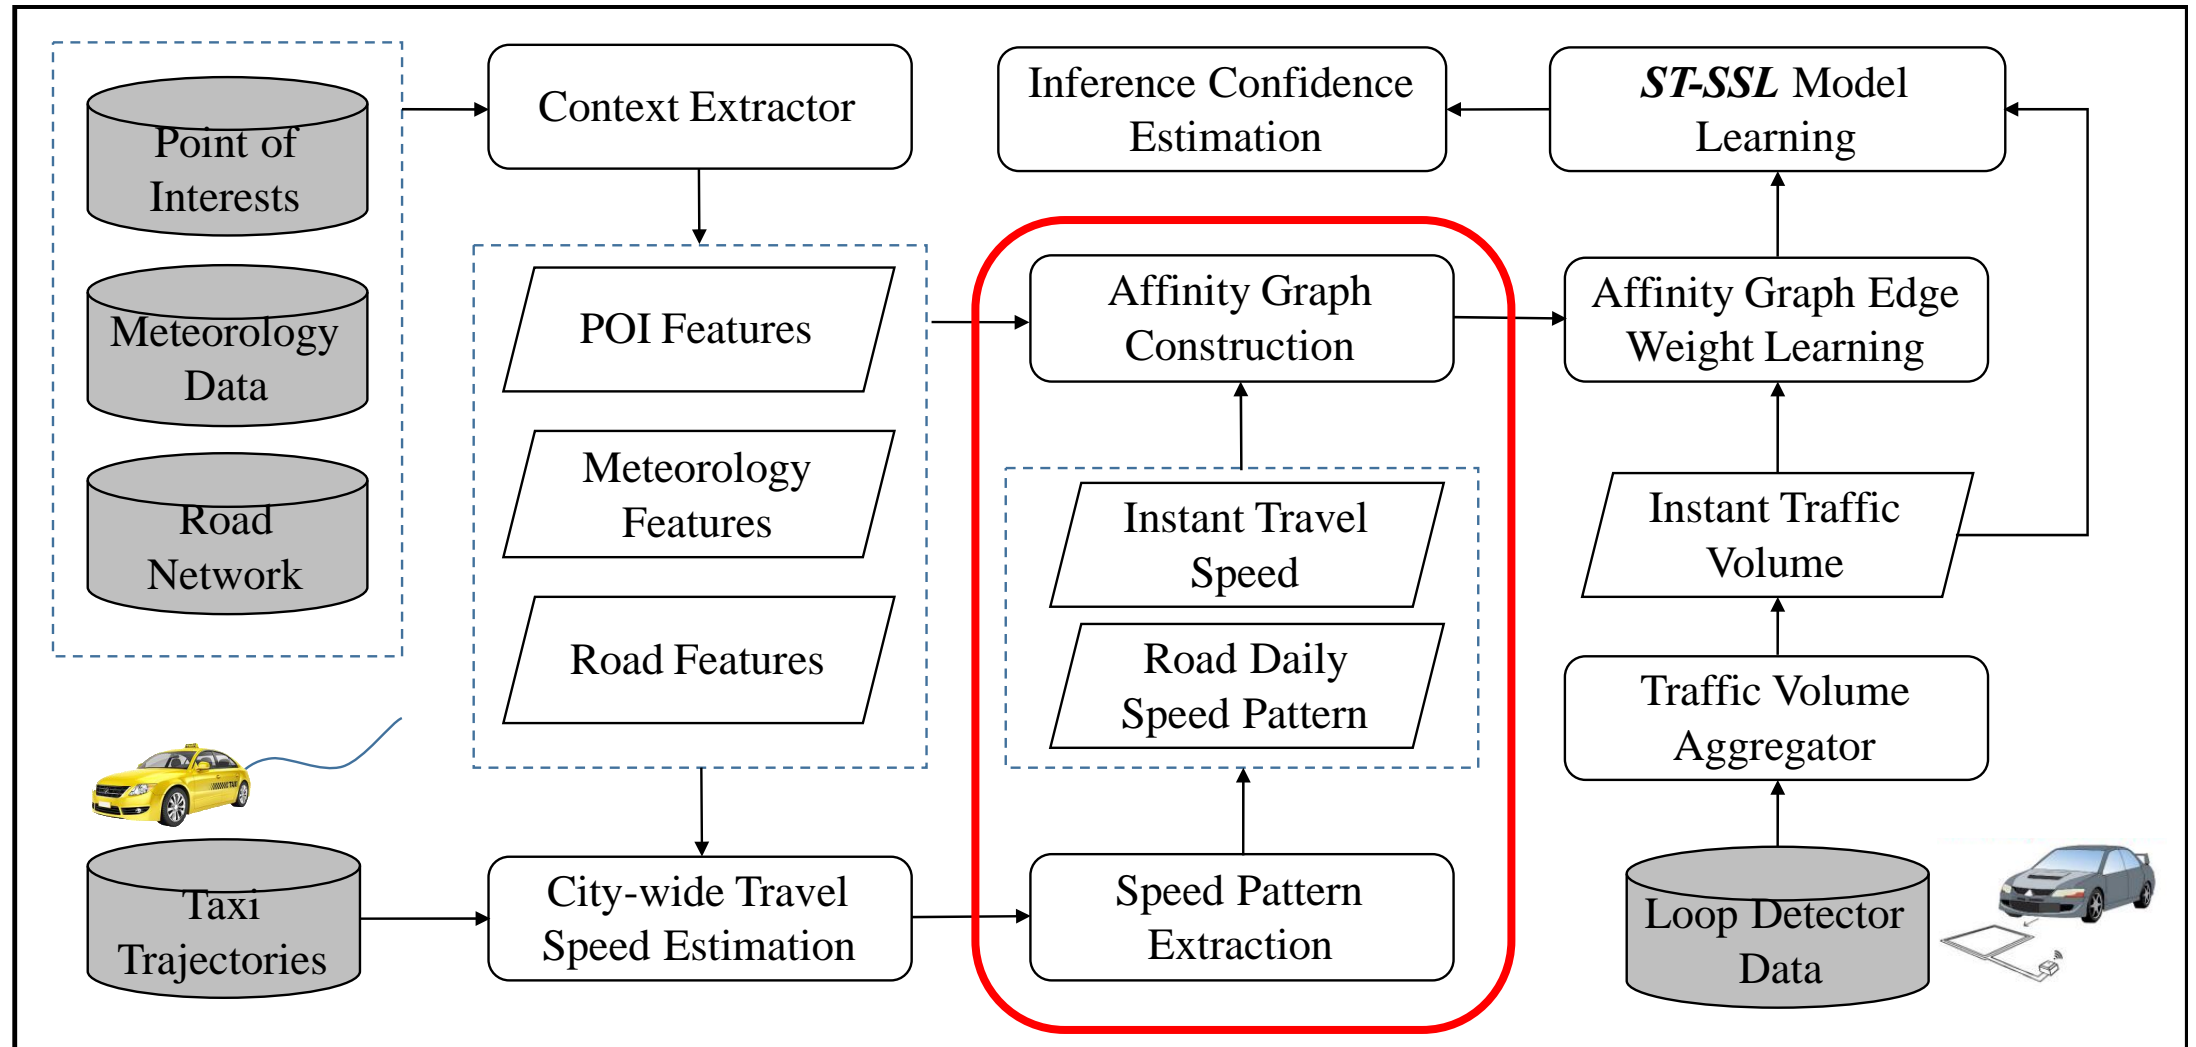 Point of
Interests
Meteorology
Data
Road
Network
Taxi
Trajectories
Context Extractor
POI Features
Meteorology
Features
Road Features
City-wide Travel
Speed Estimation
Inference Confidence
Estimation
Affinity Graph
Construction
Instant Travel
Speed
Road Daily
Speed Pattern
Speed Pattern
Extraction
ST-SSL Model
Learning
Affinity Graph Edge
Weight Learning
Instant Traffic
Volume
Traffic Volume
Aggregator
Loop Detector
Data
TAXI